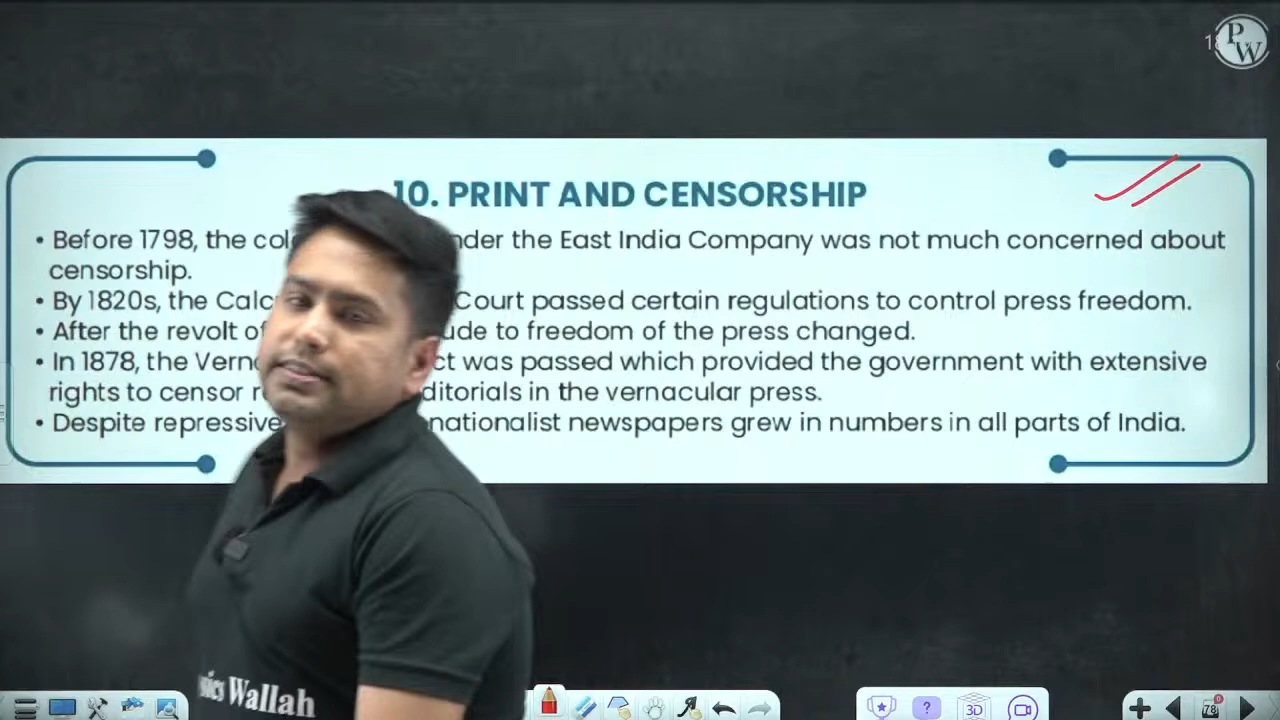 PW
10. PRINT AND CENSORSHIP
• Before 1798, the col nder the East India Company was not much concerned about
censorship.
• By 1820s, the Calc Court passed certain regulations to control press freedom.
• After the revolt of ude to freedom of the press changed.
• In 1878, the Verna ct was passed which provided the government with extensive
rights to censor r ditorials in the vernacular press.
• Despite repressive nationalist newspapers grew in numbers in all parts of India.
Wallah
?
3D
78